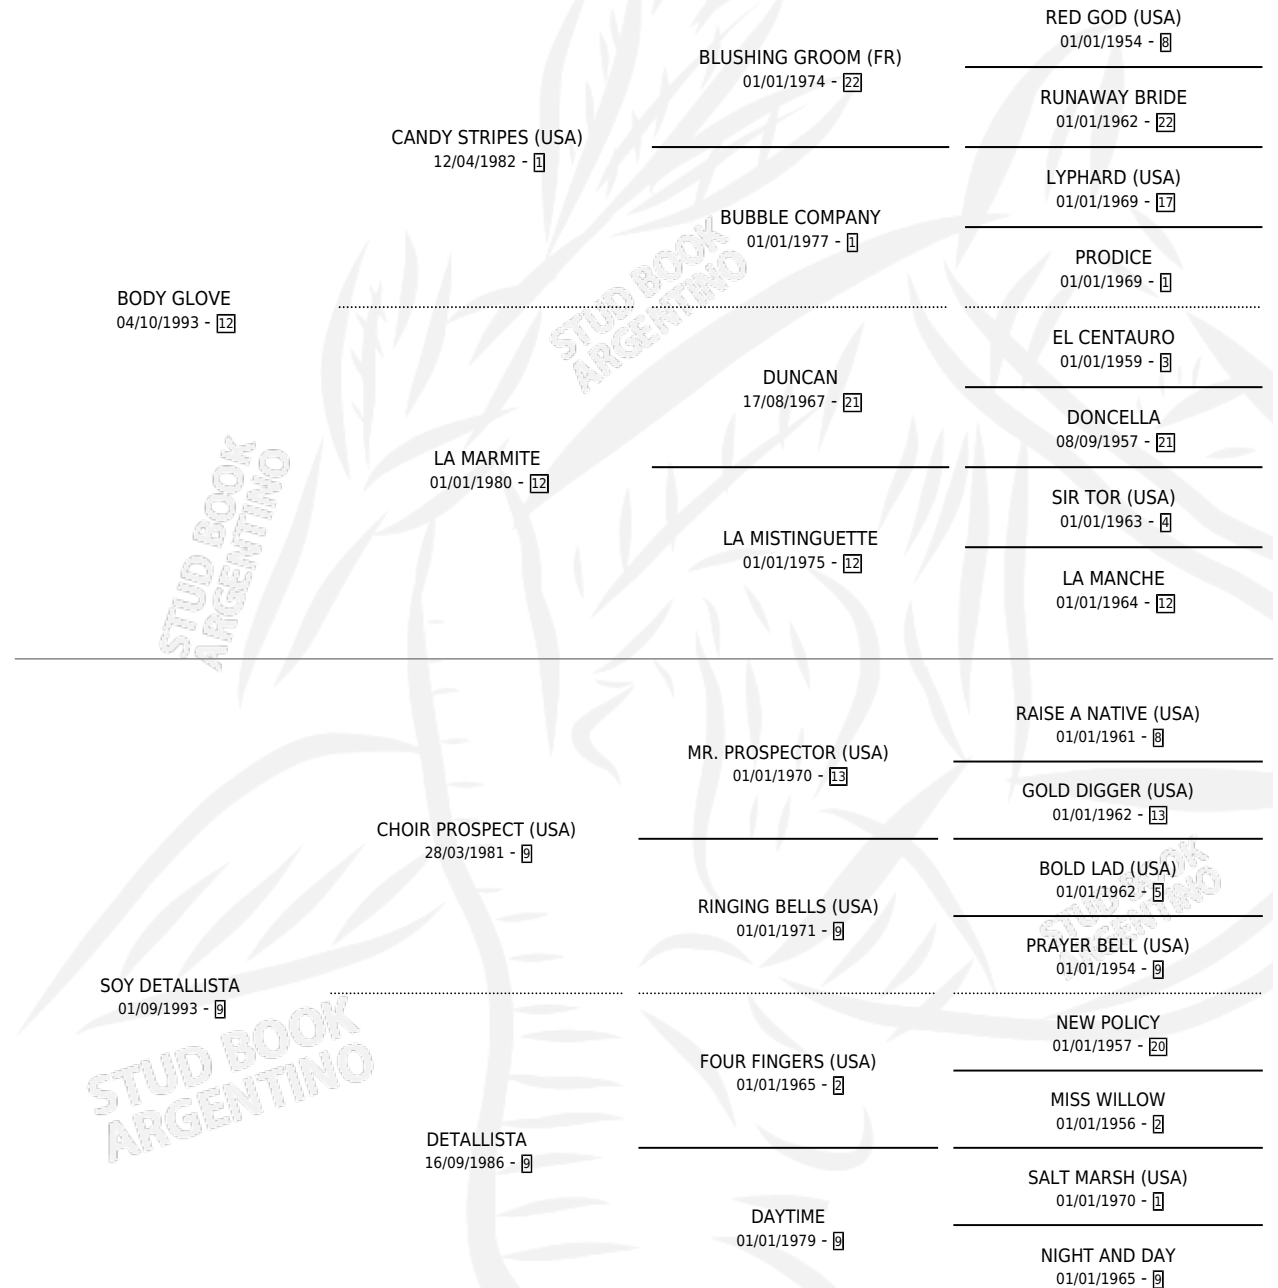 RED GOD (USA)
01/01/1954 - 8
BLUSHING GROOM (FR)
01/01/1974 - 22
RUNAWAY BRIDE
01/01/1962 - 22
CANDY STRIPES (USA)
12/04/1982 - 1
LYPHARD (USA)
01/01/1969 - 17
BUBBLE COMPANY
01/01/1977 - 1
PRODICE
01/01/1969 - 1
BODY GLOVE
04/10/1993 - 12
EL CENTAURO
01/01/1959 - 3
DUNCAN
17/08/1967 - 21
DONCELLA
08/09/1957 - 21
LA MARMITE
01/01/1980 - 12
SIR TOR (USA)
01/01/1963 - 4
LA MISTINGUETTE
01/01/1975 - 12
LA MANCHE
01/01/1964 - 12
STUD BOOK
ARGENTINO
STUD BOOK
ARGENTINO
RAISE A NATIVE (USA)
01/01/1961 - 8
MR. PROSPECTOR (USA)
01/01/1970 - 13
GOLD DIGGER (USA)
01/01/1962 - 13
CHOIR PROSPECT (USA)
28/03/1981 - 9
BOLD LAD (USA)
01/01/1962 - 5
RINGING BELLS (USA)
01/01/1971 - 9
PRAYER BELL (USA)
01/01/1954 - 9
SOY DETALLISTA
01/09/1993 - 9
NEW POLICY
01/01/1957 - 20
FOUR FINGERS (USA)
01/01/1965 - 2
MISS WILLOW
01/01/1956 - 2
DETALLISTA
16/09/1986 - 9
SALT MARSH (USA)
01/01/1970 - 1
DAYTIME
01/01/1979 - 9
NIGHT AND DAY
01/01/1965 - 9
STUD BOOK
ARGENTINO
STUD BOOK
ARGENTINO